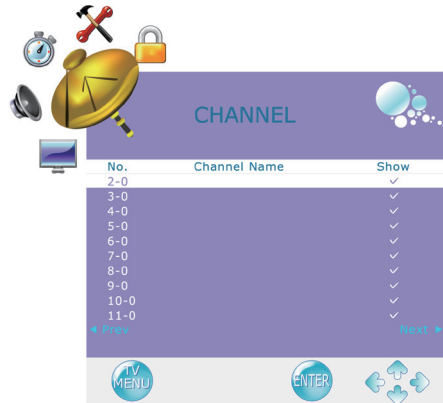 CHANNEL
No. Channel Name Show
2-0 ✓
3-0 ✓
4-0 ✓
5-0 ✓
6-0 ✓
7-0 ✓
8-0 ✓
9-0 ✓
10-0 ✓
11-0 ✓
Prev Next
TV
MENU ENTER